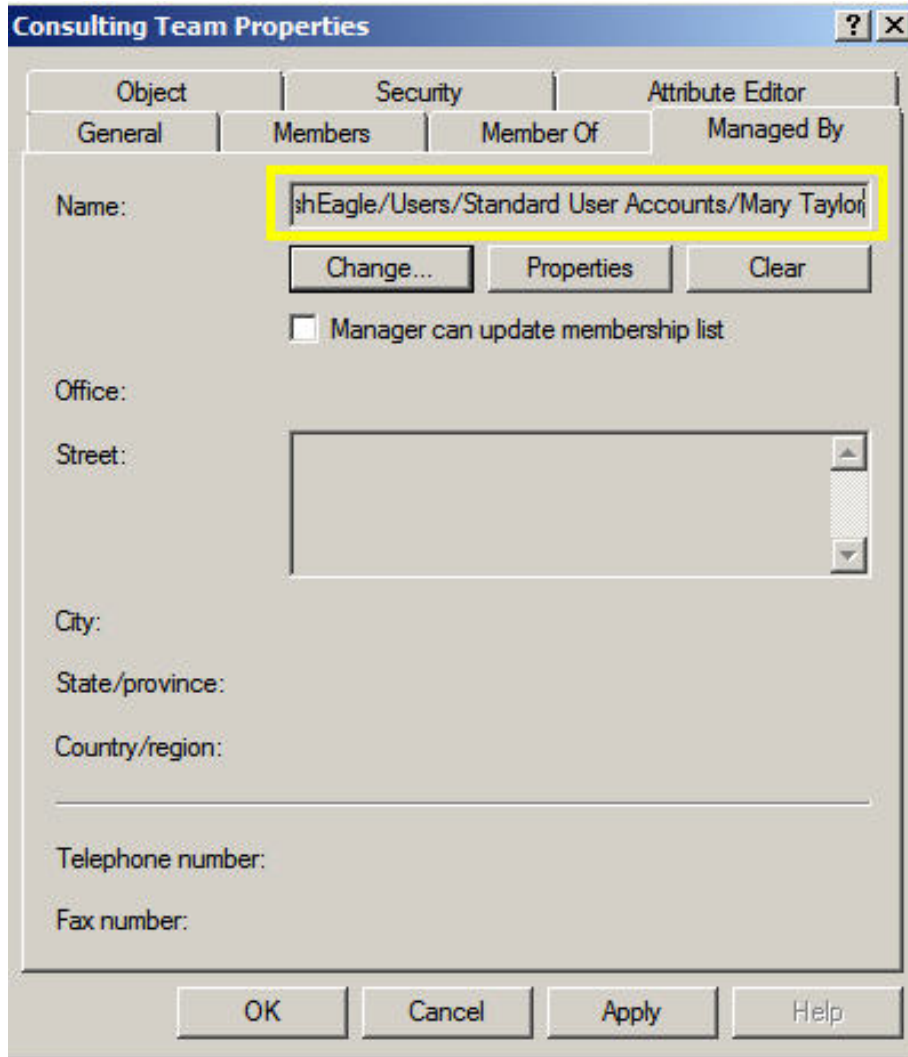 Consulting Team Properties ? X
Object Security Attribute Editor
General Members Member Of Managed By
Name: shEagle/Users/Standard User Accounts/Mary Taylor
Change... Properties Clear
Manager can update membership list
Office:
Street:
City:
State/province:
Country/region:
Telephone number:
Fax number:
OK Cancel Apply Help